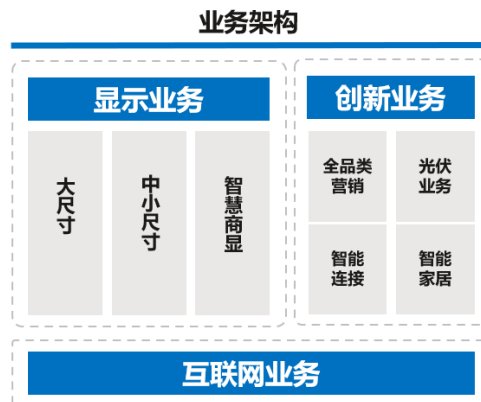 业务架构
显示业务
大尺寸
中小尺寸
智慧商显
创新业务
全品类
营销
光伏
业务
智能
连接
智能
家居
互联网业务